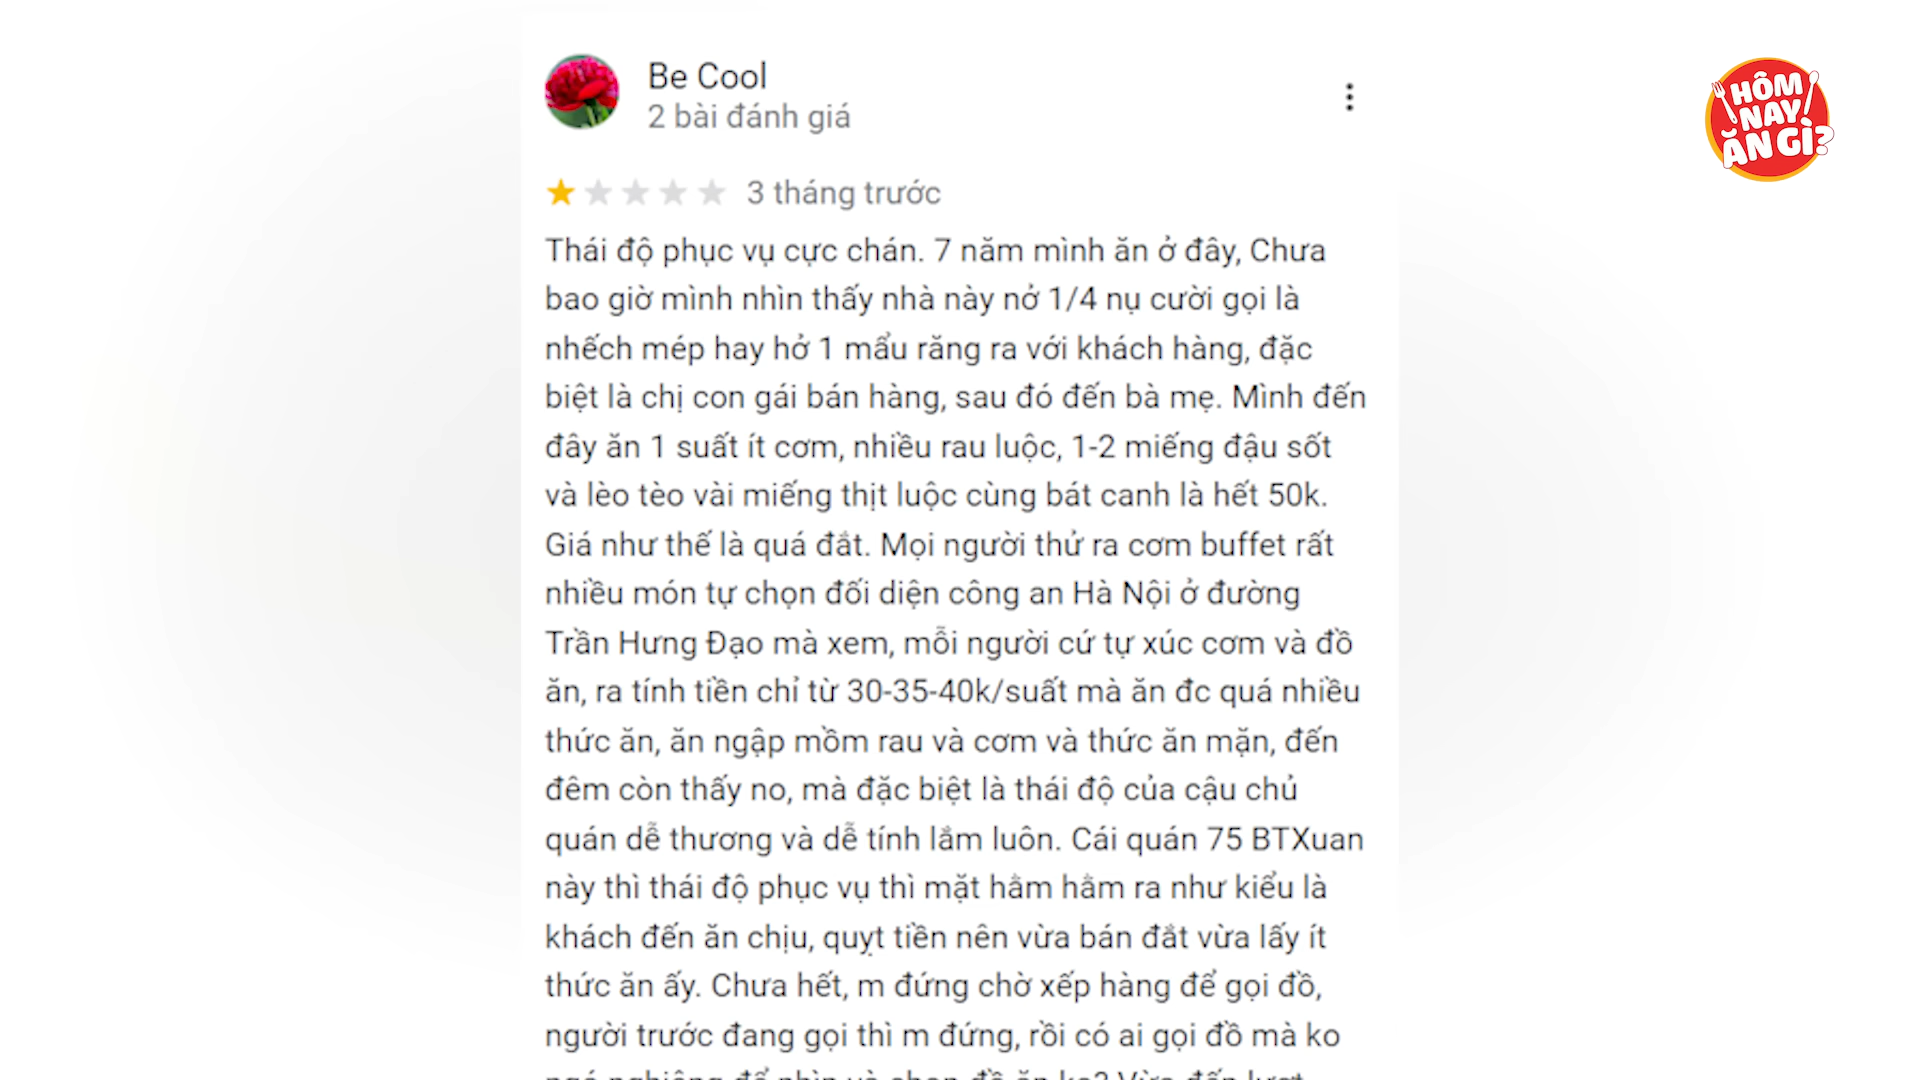 Be Cool
2 bài đánh giá
HÔM
NAY
ĂN GÌ?
3 tháng trước
Thái độ phục vụ cực chán. 7 năm mình ăn ở đây, Chưa
bao giờ mình nhìn thấy nhà này nở 1/4 nụ cười gọi là
nhếch mép hay hở 1 mẩu răng ra với khách hàng, đặc
biệt là chị con gái bán hàng, sau đó đến bà mẹ. Mình đến
đây ăn 1 suất ít cơm, nhiều rau luộc, 1-2 miếng đậu sốt
và lèo tèo vài miếng thịt luộc cùng bát canh là hết 50k.
Giá như thế là quá đắt. Mọi người thử ra cơm buffet rất
nhiều món tự chọn đối diện công an Hà Nội ở đường
Trần Hưng Đạo mà xem, mỗi người cứ tự xúc cơm và đồ
ăn, ra tính tiền chỉ từ 30-35-40k/suất mà ăn đc quá nhiều
thức ăn, ăn ngập mồm rau và cơm và thức ăn mặn, đến
đêm còn thấy no, mà đặc biệt là thái độ của cậu chủ
quán dễ thương và dễ tính lắm luôn. Cái quán 75 BTXuan
này thì thái độ phục vụ thì mặt hằm hằm ra như kiểu là
khách đến ăn chịu, quỵt tiền nên vừa bán đắt vừa lấy ít
thức ăn ấy. Chưa hết, m đứng chờ xếp hàng để gọi đồ,
người trước đang gọi thì m đứng, rồi có ai gọi đồ mà ko